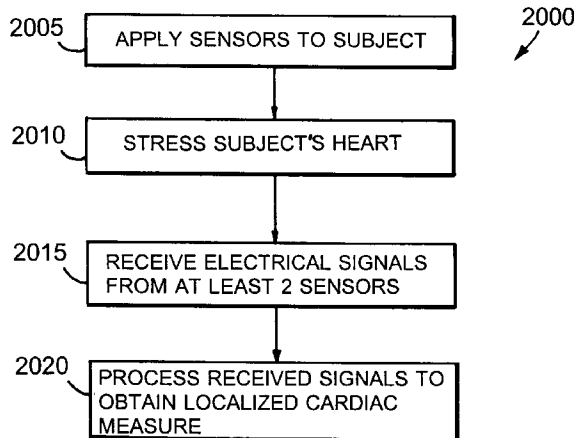 2000
2005
APPLY SENSORS TO SUBJECT
2010
STRESS SUBJECT'S HEART
2015
RECEIVE ELECTRICAL SIGNALS
FROM AT LEAST 2 SENSORS
2020
PROCESS RECEIVED SIGNALS TO
OBTAIN LOCALIZED CARDIAC
MEASURE